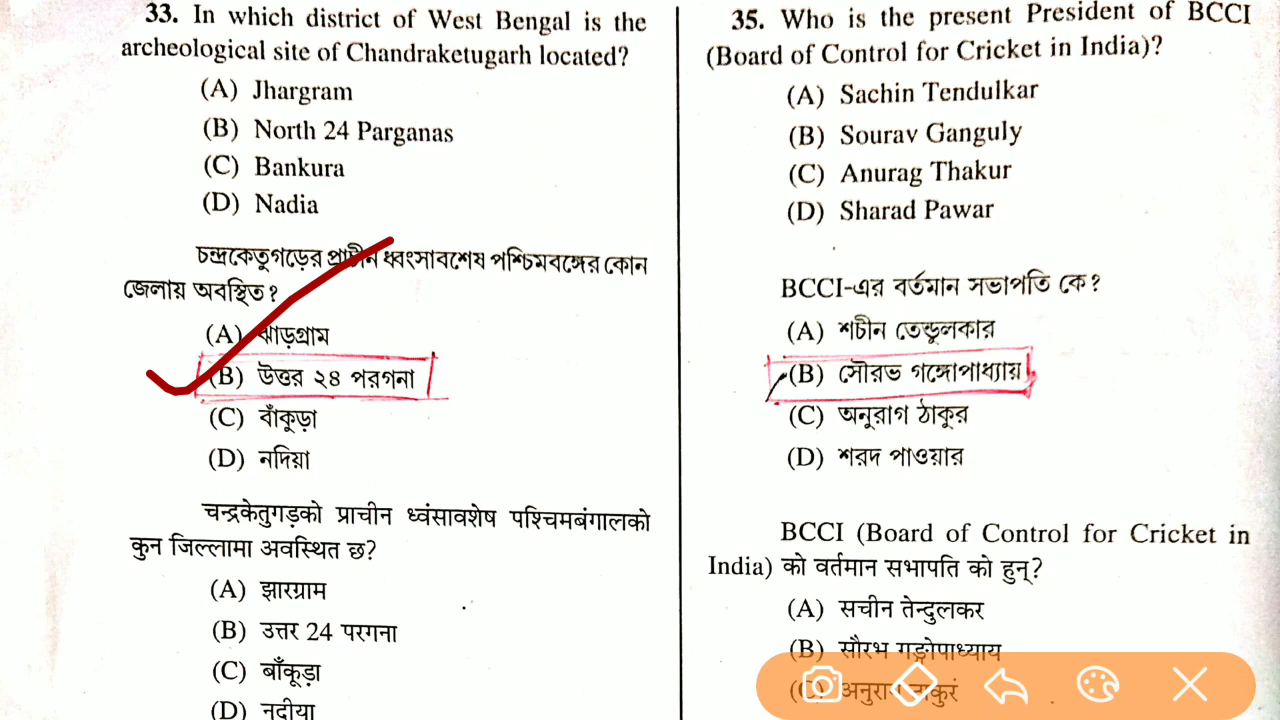 33. In which district of West Bengal is the
archeological site of Chandraketugarh located?
(A) Jhargram
(B) North 24 Parganas
(C) Bankura
(D) Nadia
চন্দ্রকেতুগড়ের প্রাচীন ধ্বংসাবশেষ পশ্চিমবঙ্গের কোন
জেলায় অবস্থিত?
(A) ঝাড়গ্রাম
(B) উত্তর ২৪ পরগনা
(C) বাঁকুড়া
(D) নদিয়া
चन्द्रकेतुगड़को प्राचीन ध्वंसावशेष पश्चिमबंगालको
कुन जिल्लामा अवस्थित छ?
(A) झारग्राम
(B) उत्तर 24 परगना
(C) बाँकूड़ा
(D) नदीया
35. Who is the present President of BCCI
(Board of Control for Cricket in India)?
(A) Sachin Tendulkar
(B) Sourav Ganguly
(C) Anurag Thakur
(D) Sharad Pawar
BCCI-এর বর্তমান সভাপতি কে?
(A) শচীন তেন্ডুলকার
(B) সৌরভ গঙ্গোপাধ্যায়
(C) অনুরাগ ঠাকুর
(D) শরদ পাওয়ার
BCCI (Board of Control for Cricket in
India) को वर्तमान सभापति को हुन्?
(A) सचीन तेन्दुलकर
(B) सौरभ गङ्गोपाध्याय
(C)